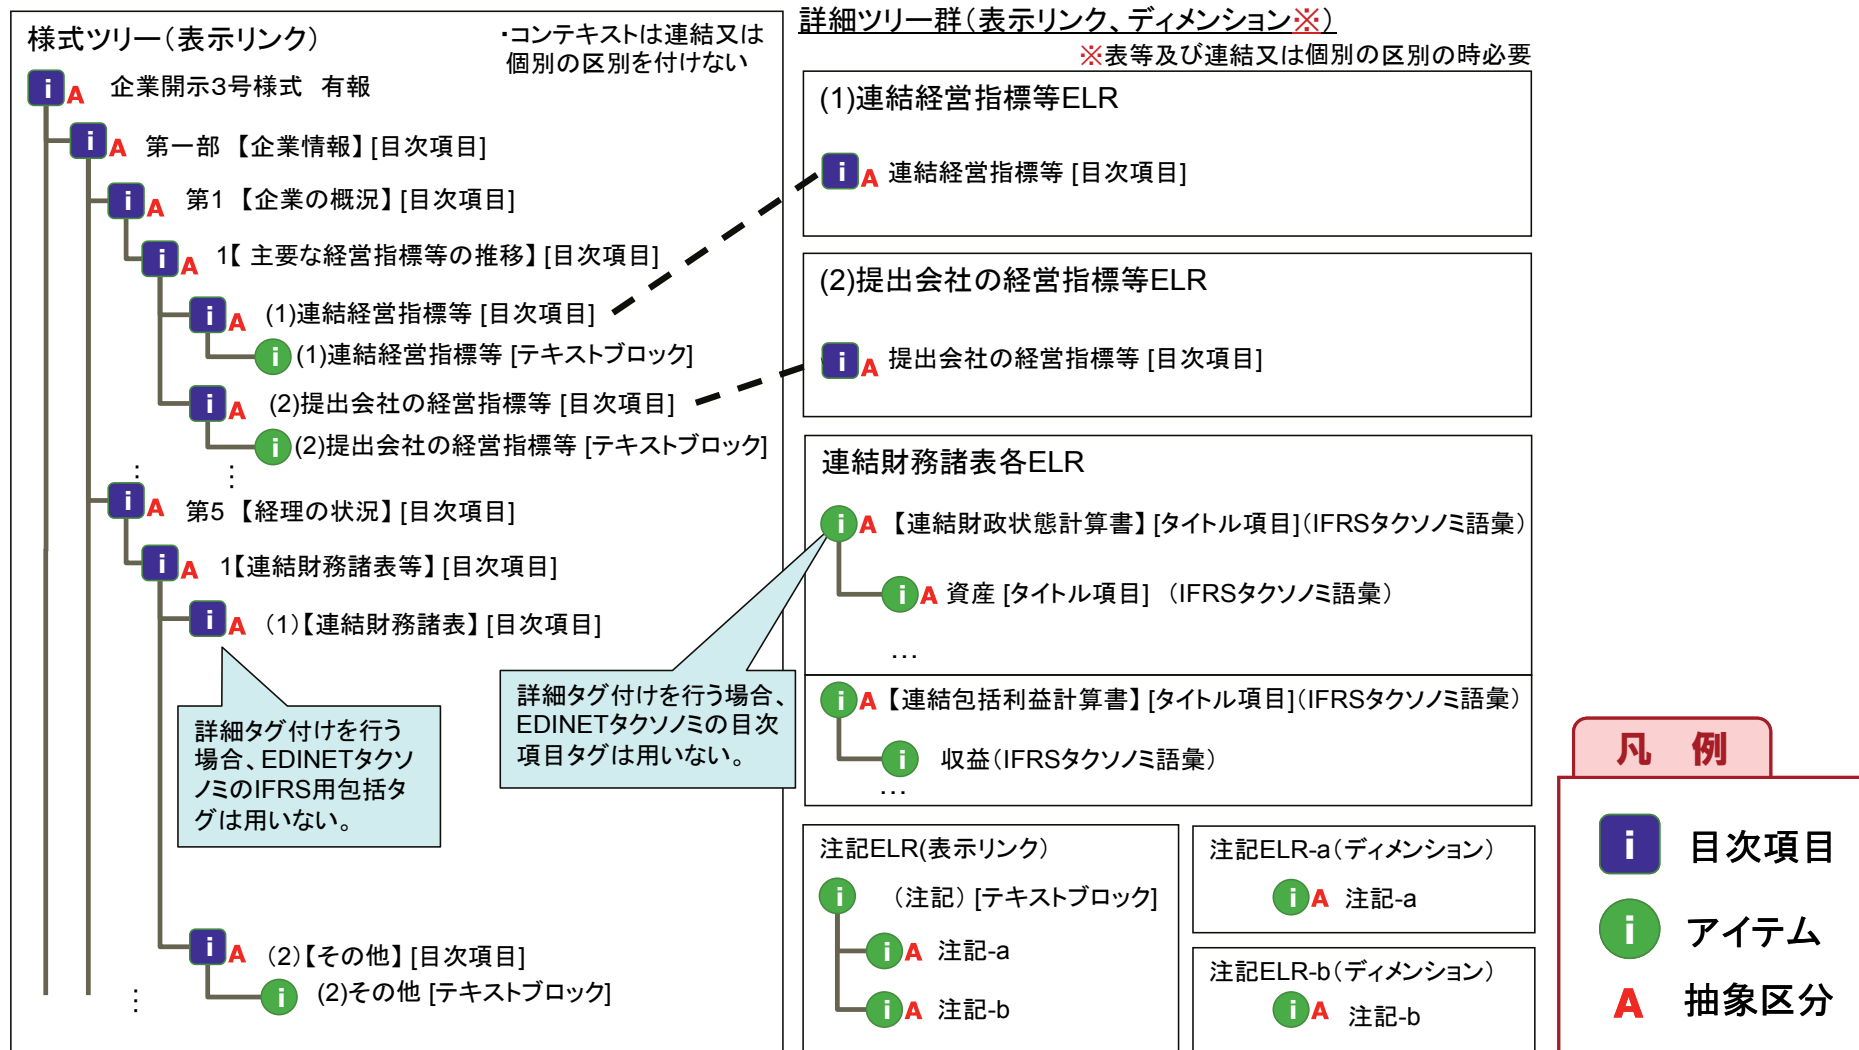 様式ツリー（表示リンク）
・コンテキストは連結又は
個別の区別を付けない
i A 企業開示3号様式　有報
i A 第一部 【企業情報】 [目次項目]
i A 第1 【企業の概況】 [目次項目]
i A 1【 主要な経営指標等の推移】 [目次項目]
i A (1)連結経営指標等 [目次項目]
i (1)連結経営指標等 [テキストブロック]
i A (2)提出会社の経営指標等 [目次項目]
i (2)提出会社の経営指標等 [テキストブロック]
⋮ ⋮
i A 第5 【経理の状況】 [目次項目]
i A 1【連結財務諸表等】 [目次項目]
i A （1）【連結財務諸表】 [目次項目]
詳細タグ付けを行う
場合、EDINETタクソ
ノミのIFRS用包括タ
グは用いない。
i A （2）【その他】 [目次項目]
i (2)その他 [テキストブロック]
⋮
詳細ツリー群（表示リンク、ディメンション※）
※表等及び連結又は個別の区別の時必要
(1)連結経営指標等ELR
i A 連結経営指標等 [目次項目]
(2)提出会社の経営指標等ELR
i A 提出会社の経営指標等 [目次項目]
連結財務諸表各ELR
i A 【連結財政状態計算書】 [タイトル項目]（IFRSタクソノミ語彙）
i A 資産 [タイトル項目] （IFRSタクソノミ語彙）
…
詳細タグ付けを行う場合、
EDINETタクソノミの目次
項目タグは用いない。
i A 【連結包括利益計算書】 [タイトル項目]（IFRSタクソノミ語彙）
i 収益（IFRSタクソノミ語彙）
…
注記ELR(表示リンク）
i （注記） [テキストブロック]
i A 注記-a
i A 注記-b
注記ELR-a（ディメンション）
i A 注記-a
注記ELR-b（ディメンション）
i A 注記-b
凡 例
i 目次項目
i アイテム
A 抽象区分